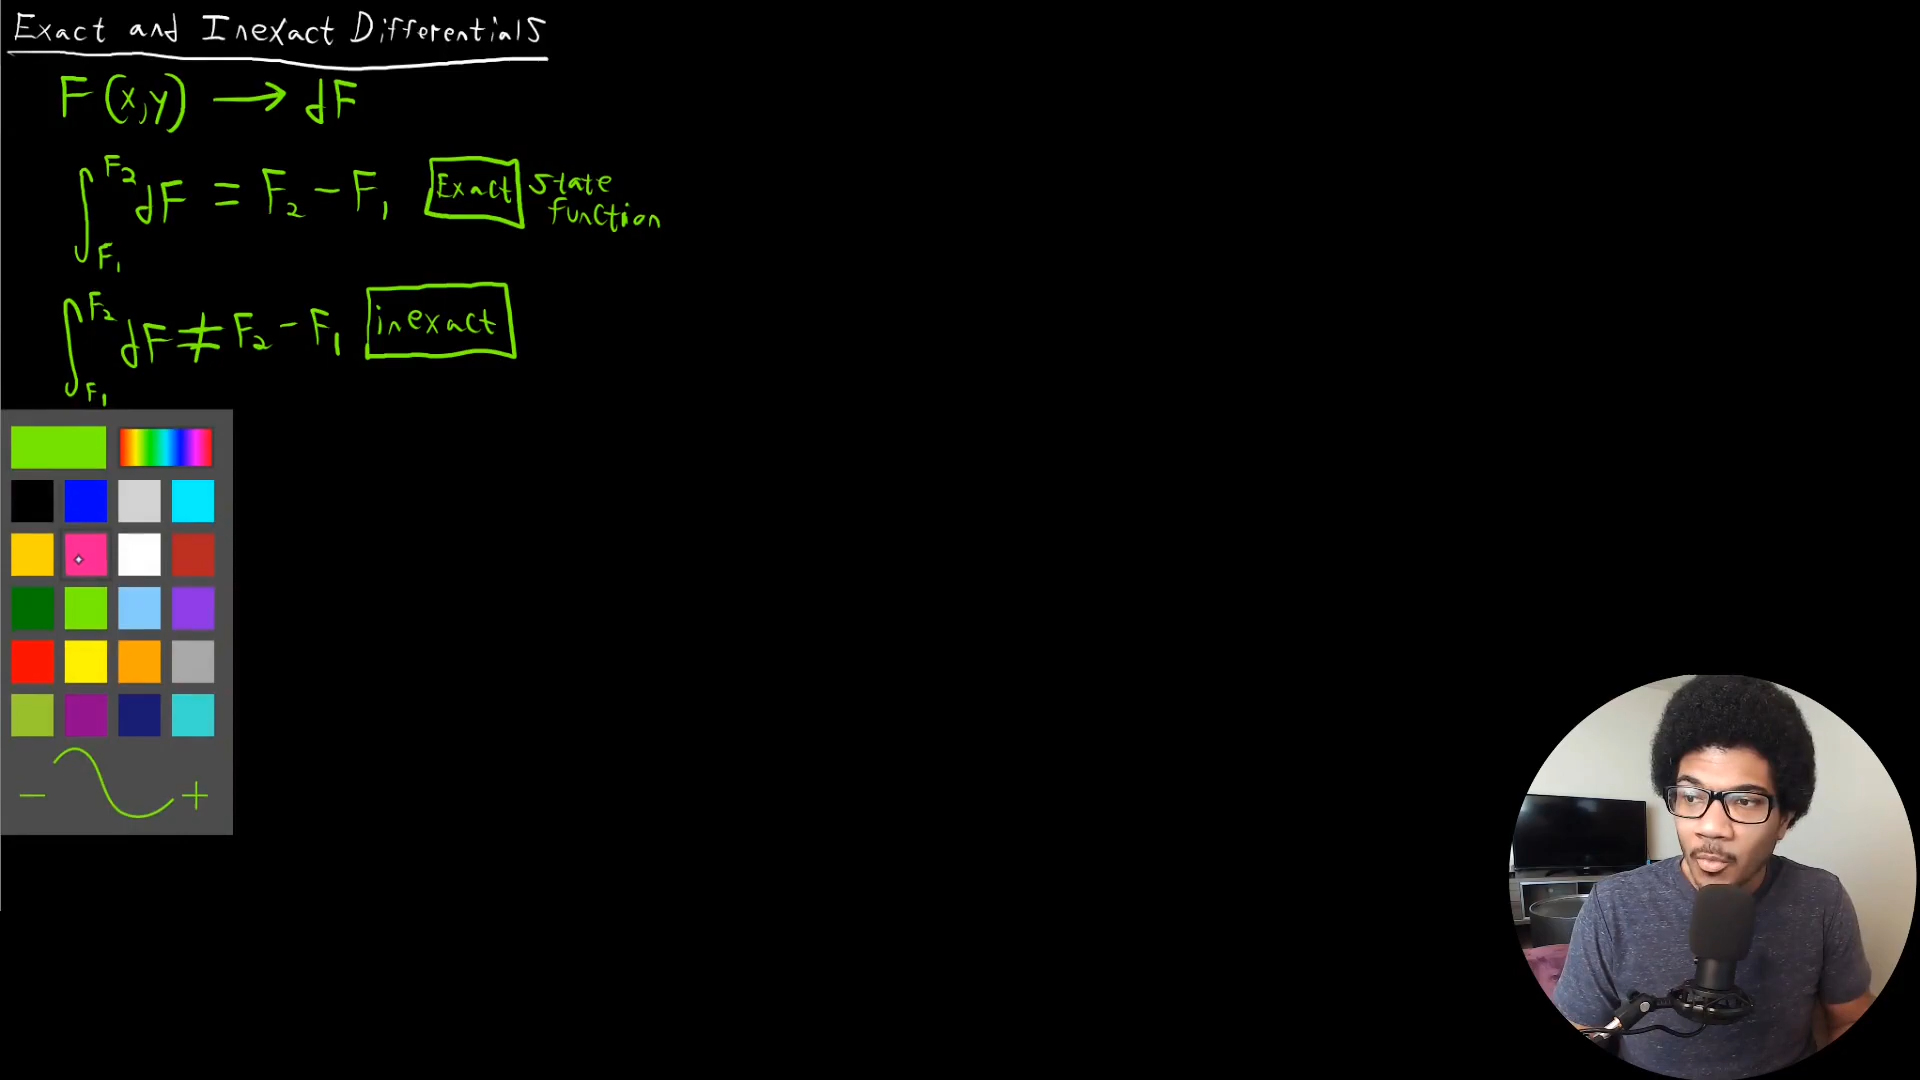 Exact and Inexact Differentials
F(x,y) → dF
∫_{F₁}^{F₂} dF = F₂ − F₁ Exact State function
∫_{F₁}^{F₂} dF ≠ F₂ − F₁ inexact
− +